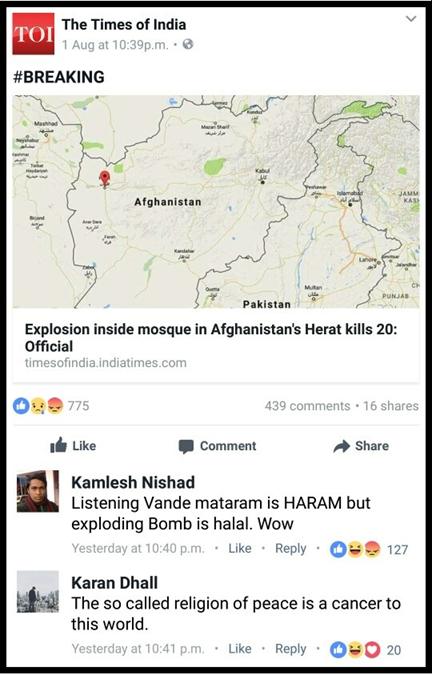 TOI
The Times of India
1 Aug at 10:39p.m. •
#BREAKING
Mashhad
Mazar Sharif
Kabul
Peshawar
Islamabad
JAMM
KASH
Afghanistan
Birjand
Farah
Kandahar
Lahore
Jalandhar
Quetta
Multan
PUNJAB
Pakistan
Explosion inside mosque in Afghanistan's Herat kills 20:
Official
timesofindia.indiatimes.com
775
439 comments • 16 shares
Like Comment Share
Kamlesh Nishad
Listening Vande mataram is HARAM but
exploding Bomb is halal. Wow
Yesterday at 10:40 p.m. • Like • Reply • 127
Karan Dhall
The so called religion of peace is a cancer to
this world.
Yesterday at 10:41 p.m. • Like • Reply • 20